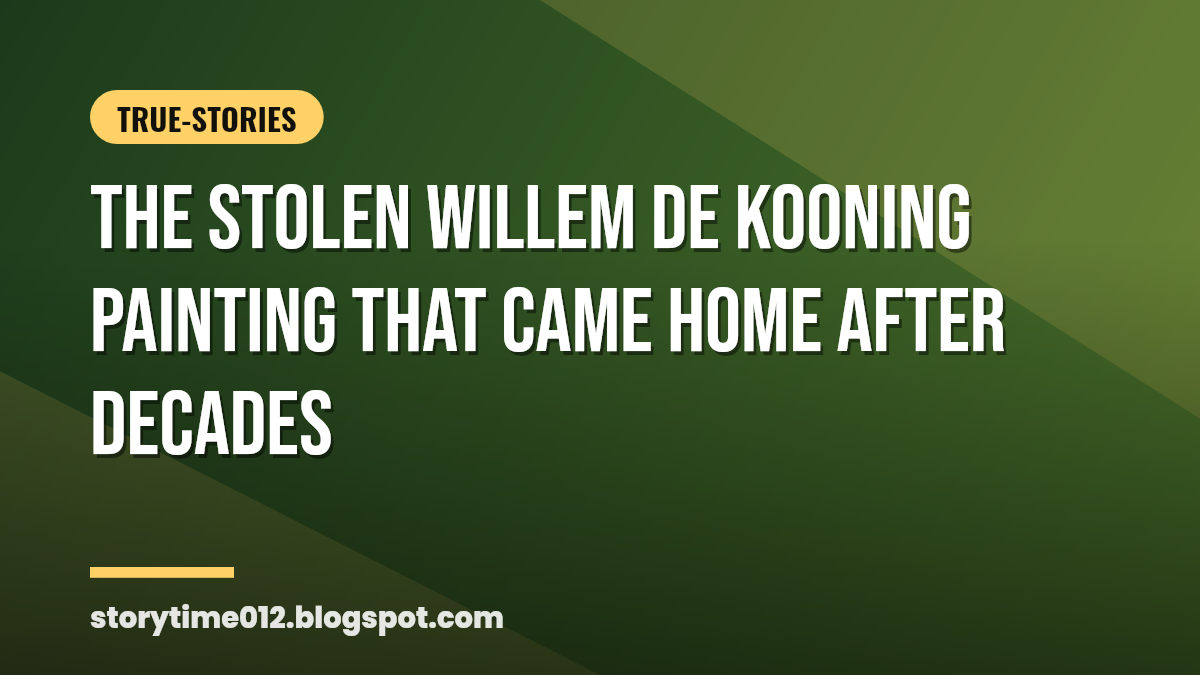 TRUE-STORIES
THE STOLEN WILLEM DE KOONING
PAINTING THAT CAME HOME AFTER
DECADES
storytime012.blogspot.com